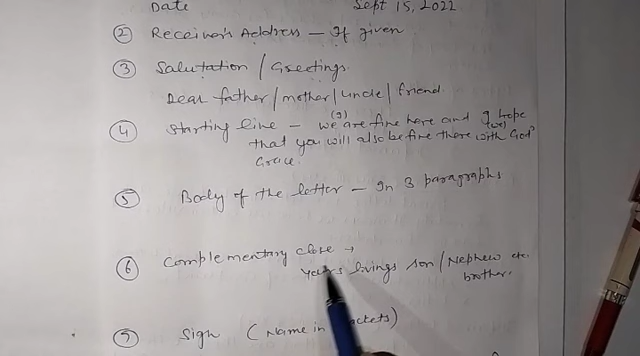 Date Sept 15, 2022
② Receiver's Address – If given
③ Salutation / Greetings
Dear father / mother / uncle / friend
(I)
④ Starting line – we are fine here and I hope
(we)
that you will also be fine there with God's
Grace.
⑤ Body of the letter – In 3 paragraphs
⑥ Complementary close →
Yours livings son / Nephew etc
brother.
⑦ Sign (Name in brackets)